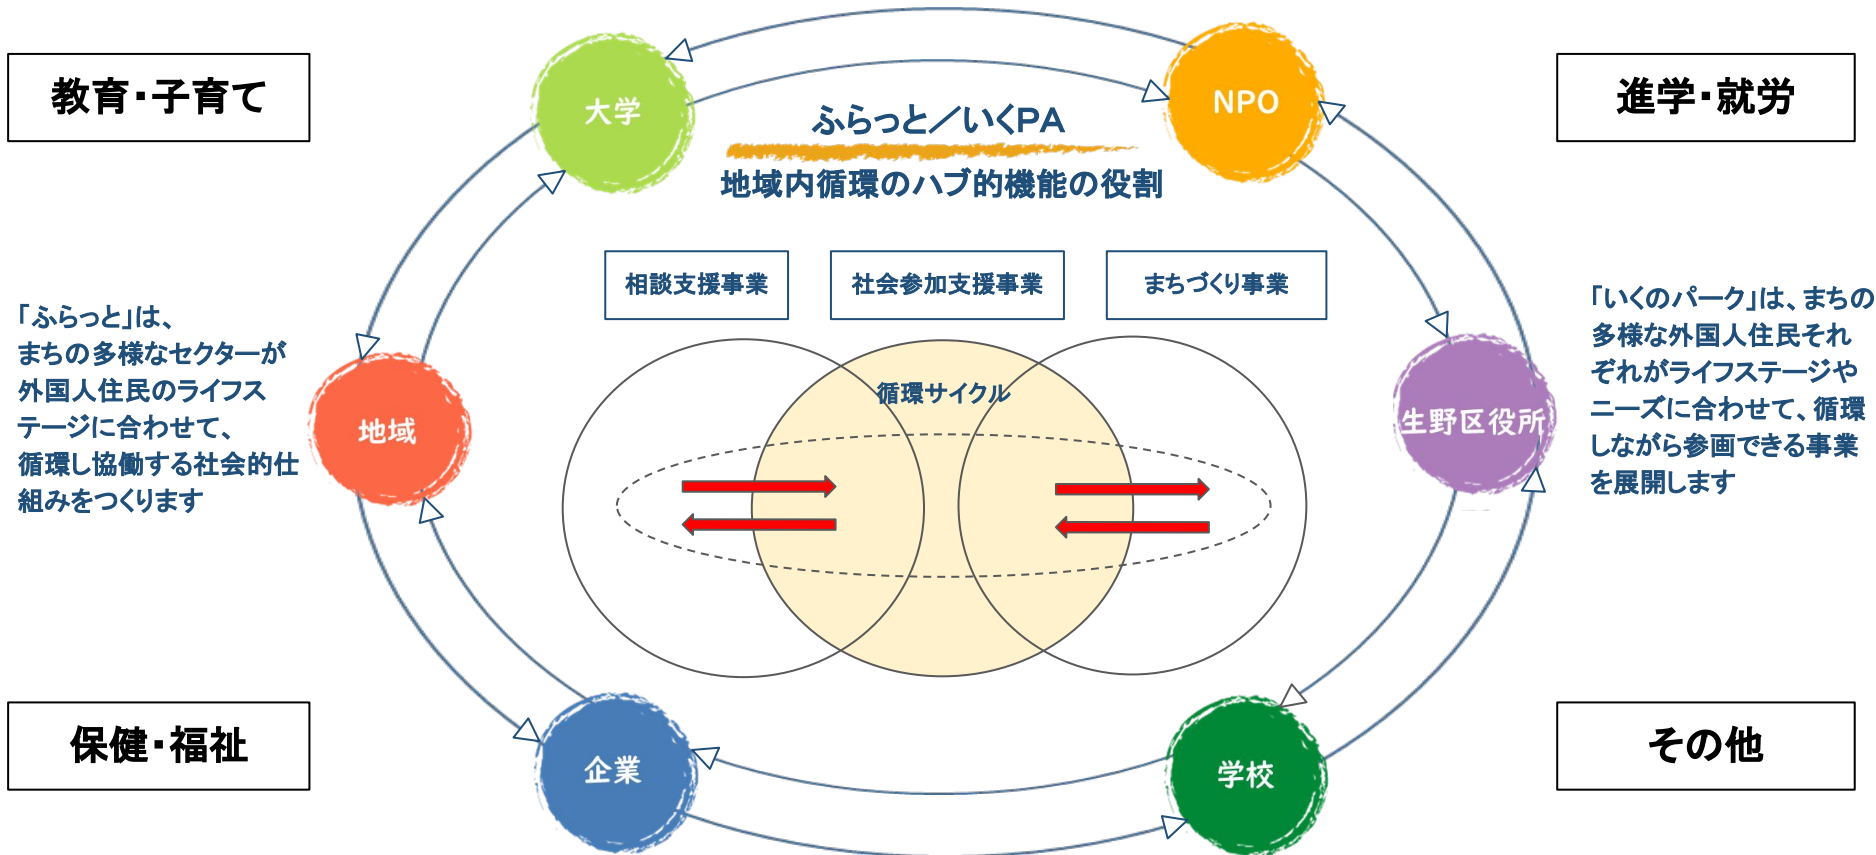 教育・子育て
大学
NPO
進学・就労
ふらっと／いくPA
地域内循環のハブ的機能の役割
相談支援事業
社会参加支援事業
まちづくり事業
「ふらっと」は、
まちの多様なセクターが
外国人住民のライフス
テージに合わせて、
循環し協働する社会的仕
組みをつくります
地域
循環サイクル
生野区役所
「いくのパーク」は、まちの
多様な外国人住民それ
ぞれがライフステージや
ニーズに合わせて、循環
しながら参画できる事業
を展開します
保健・福祉
企業
学校
その他